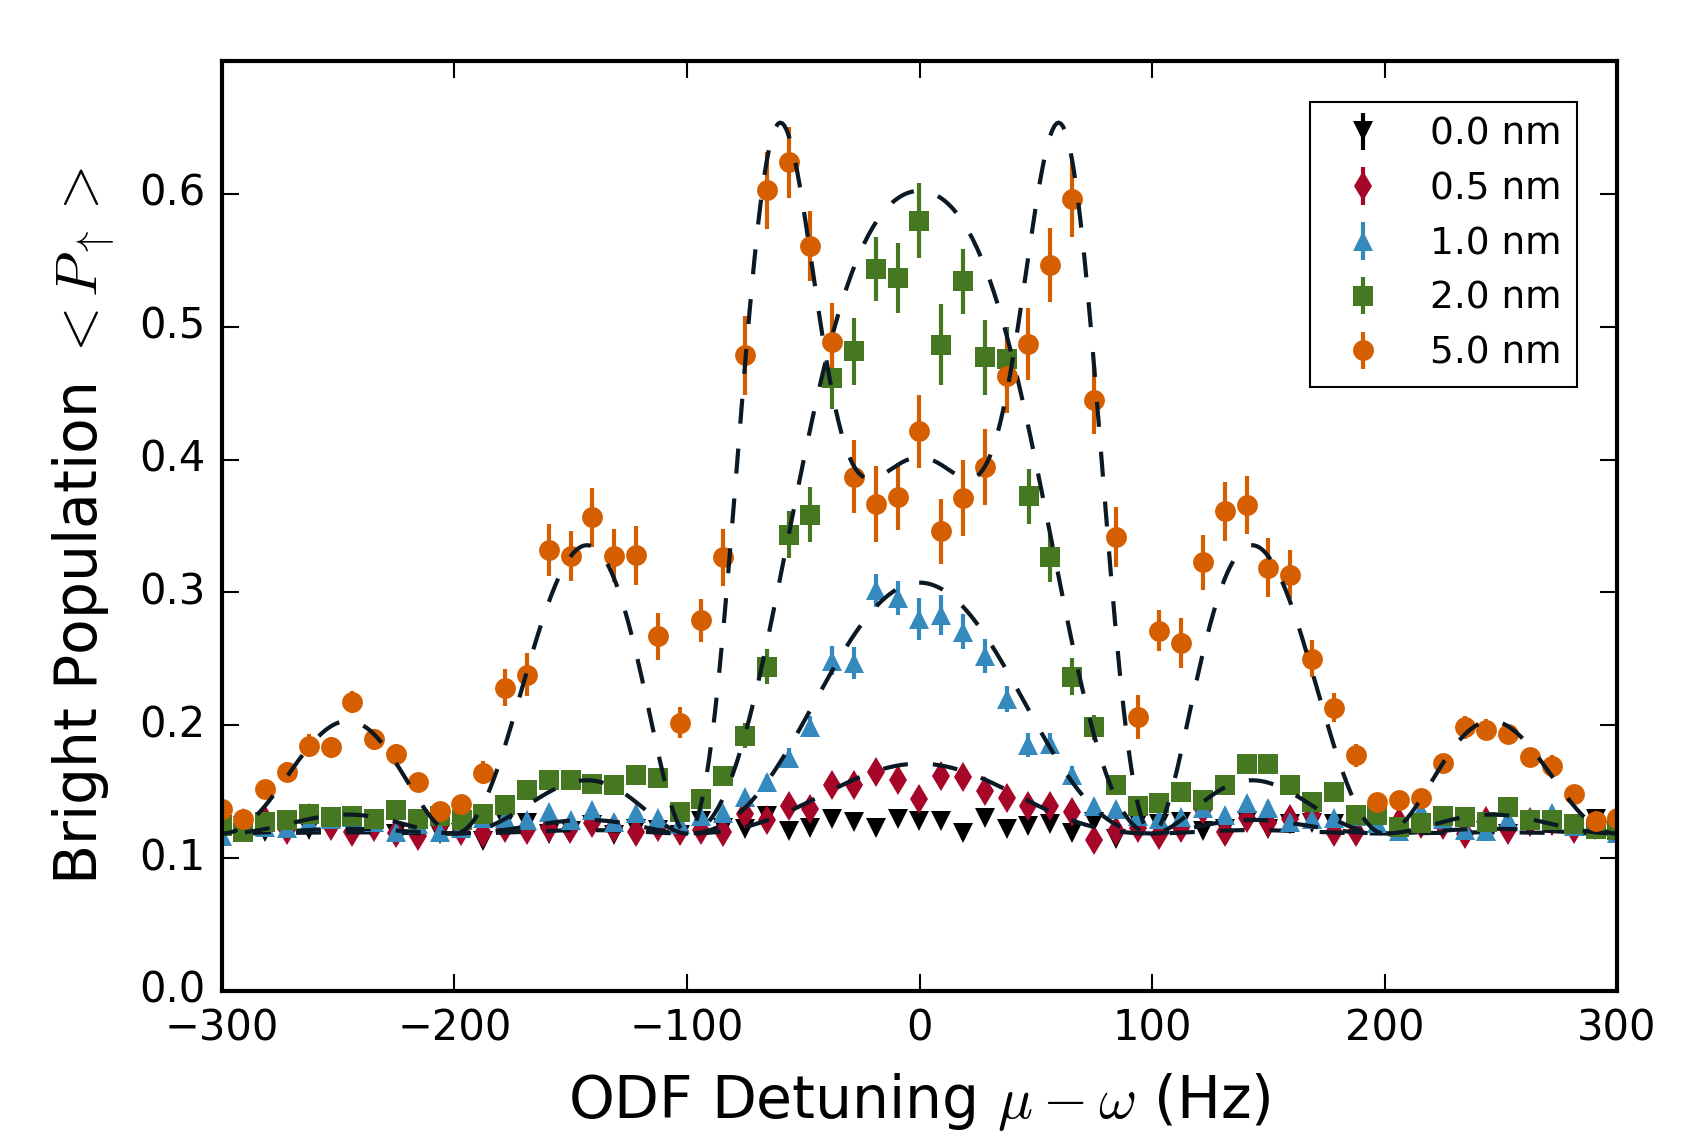 Bright Population < P↑ >
0.6
0.5
0.4
0.3
0.2
0.1
0.0
0.0 nm
0.5 nm
1.0 nm
2.0 nm
5.0 nm
−300 −200 −100 0 100 200 300
ODF Detuning μ − ω (Hz)